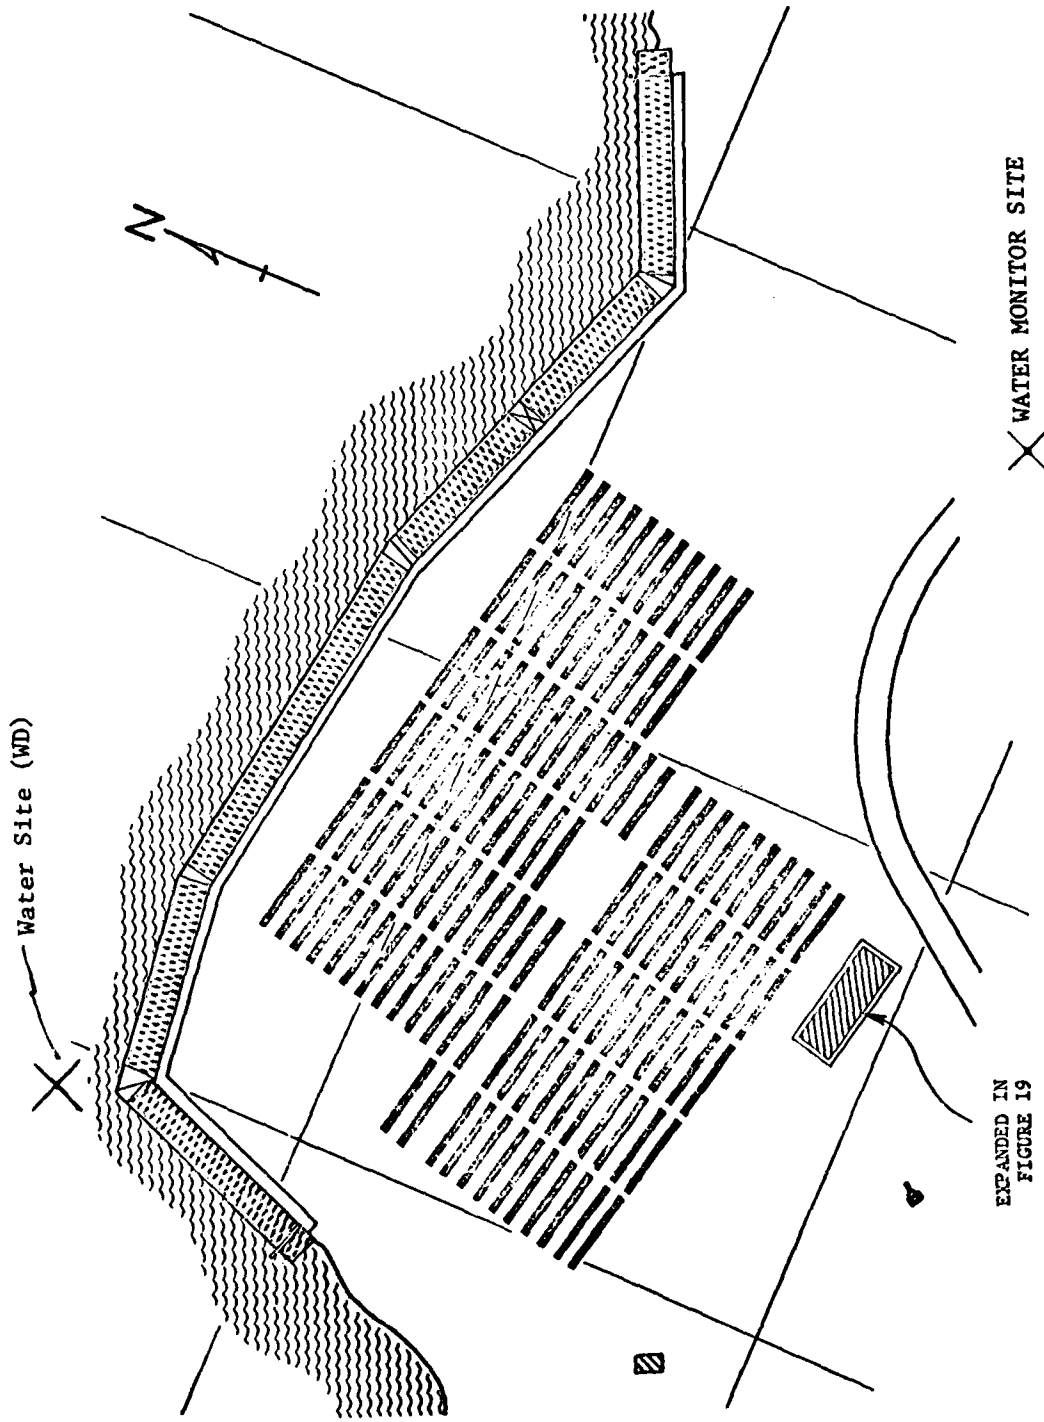 N
Water Site (WD)
WATER MONITOR SITE
EXPANDED IN
FIGURE 19